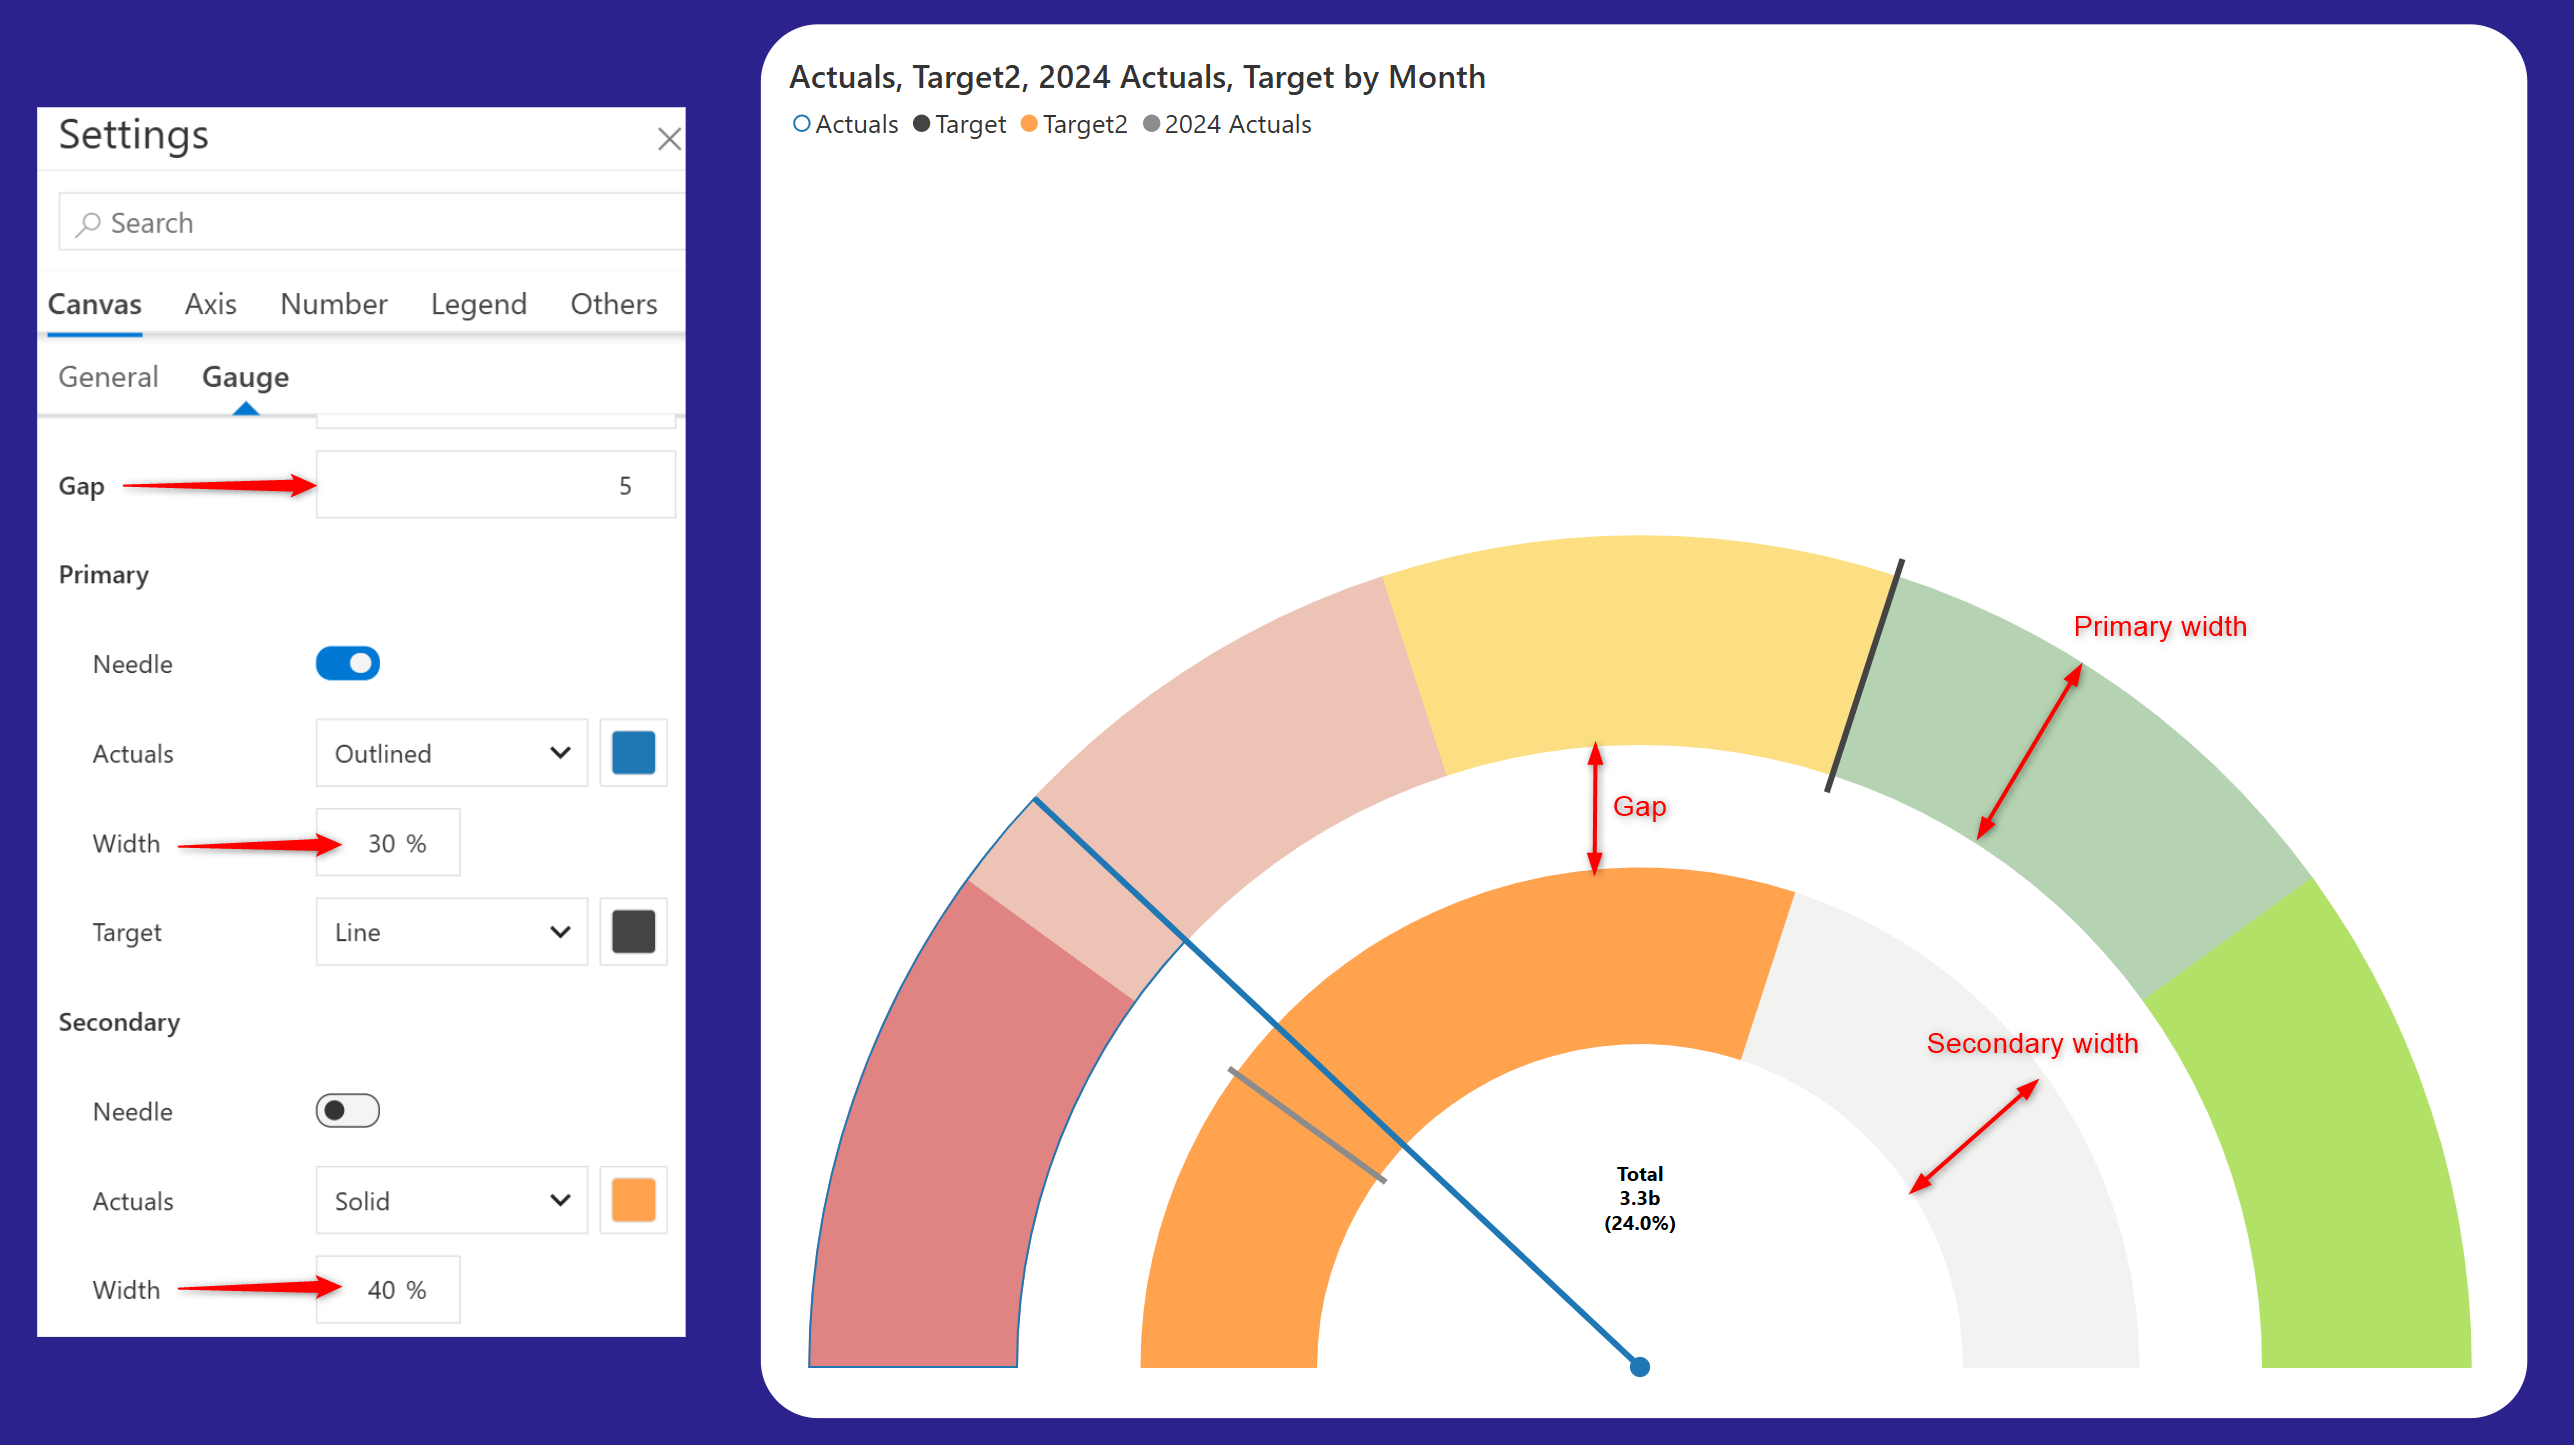 Settings
Search
Canvas Axis Number Legend Others
General Gauge
Gap 5
Primary
Needle
Actuals Outlined
Width 30 %
Target Line
Secondary
Needle
Actuals Solid
Width 40 %
Actuals, Target2, 2024 Actuals, Target by Month
Actuals Target Target2 2024 Actuals
Primary width
Gap
Secondary width
Total
3.3b
(24.0%)